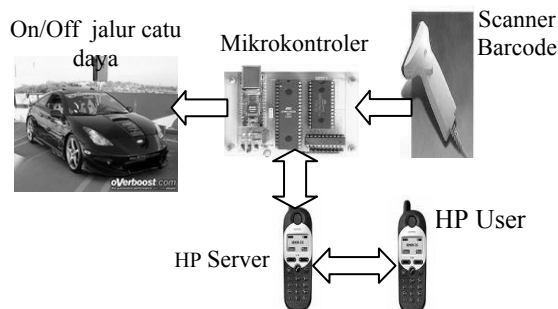 On/Off jalur catu
daya
Mikrokontroler
Scanner
Barcode
oVerboost.com
HP Server
HP User